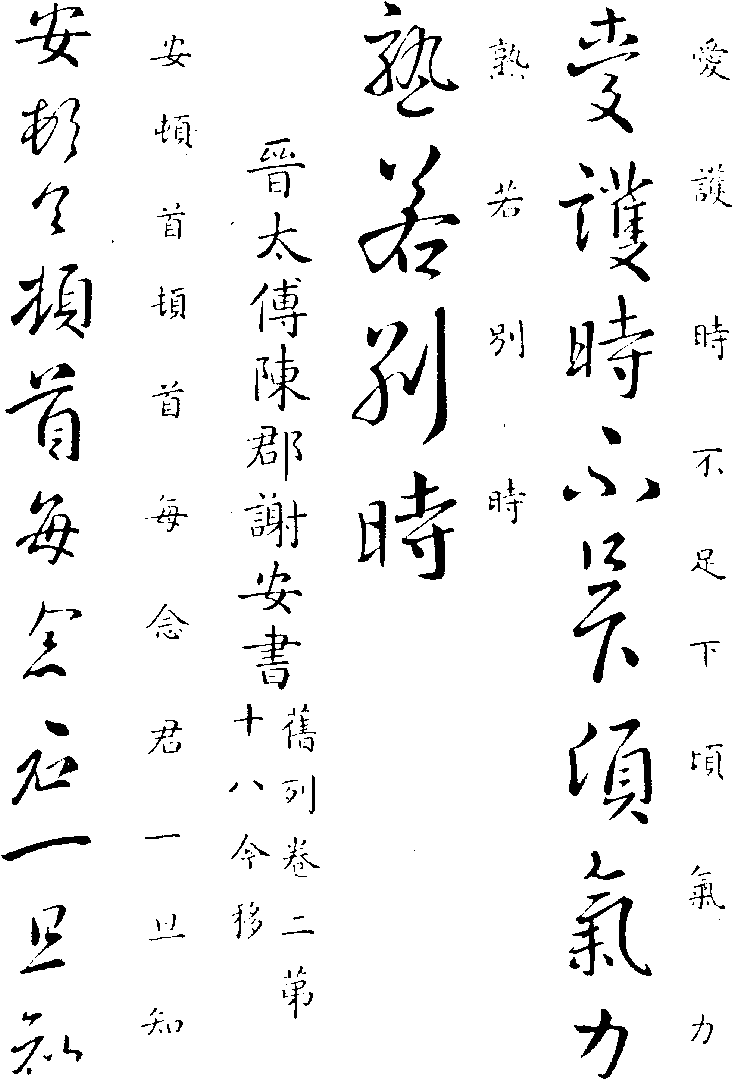 愛護時不足下頃氣力
愛護時不足下頃氣力
熟若別時
熟若別時
晉太傅陳郡謝安書
舊列卷二第
十八今移
安頓首頓首每念君一旦知
安頓首頓首每念君一旦知